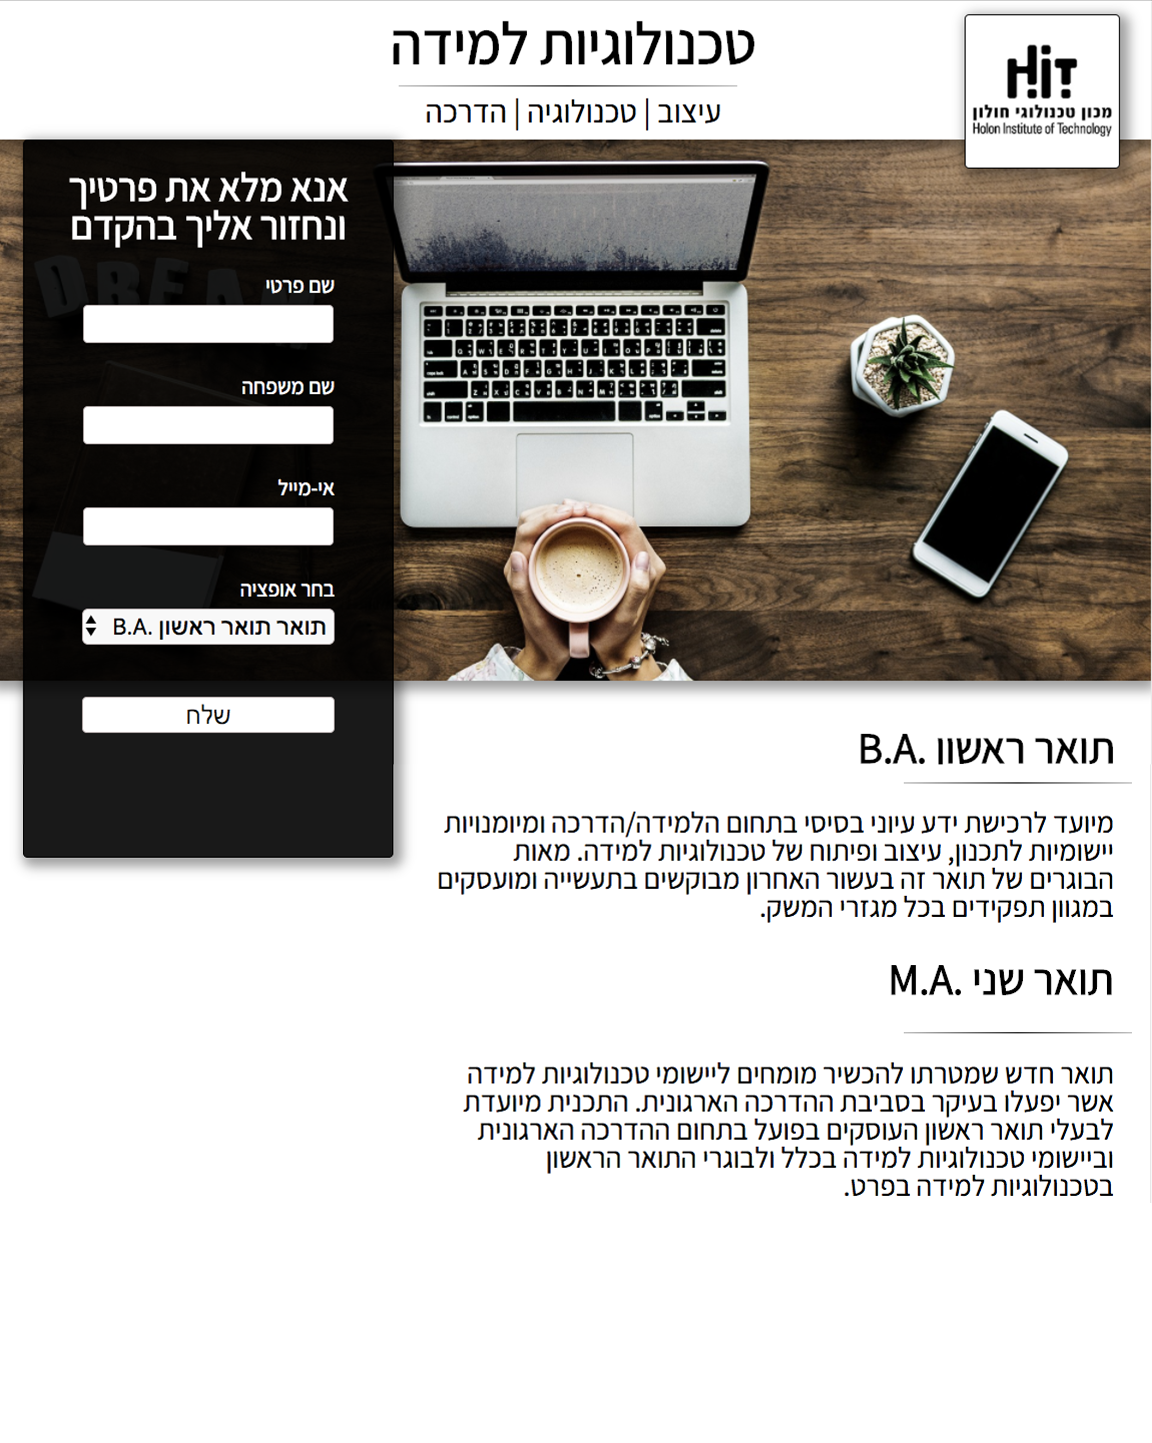 טכנולוגיות למידה
עיצוב | טכנולוגיה | הדרכה
HiT
מכון טכנולוגי חולון
Holon Institute of Technology
אנא מלא את פרטיך
ונחזור אליך בהקדם
שם פרטי
שם משפחה
אי-מייל
בחר אופציה
תואר תואר ראשון .B.A
שלח
DREAM
תואר ראשוו .B.A
מיועד לרכישת ידע עיוני בסיסי בתחום הלמידה/הדרכה ומיומנויות
יישומיות לתכנון, עיצוב ופיתוח של טכנולוגיות למידה. מאות
הבוגרים של תואר זה בעשור האחרון מבוקשים בתעשייה ומועסקים
במגוון תפקידים בכל מגזרי המשק.
תואר שני .M.A
תואר חדש שמטרתו להכשיר מומחים ליישומי טכנולוגיות למידה
אשר יפעלו בעיקר בסביבת ההדרכה הארגונית. התכנית מיועדת
לבעלי תואר ראשון העוסקים בפועל בתחום ההדרכה הארגונית
וביישומי טכנולוגיות למידה בכלל ולבוגרי התואר הראשון
בטכנולוגיות למידה בפרט.